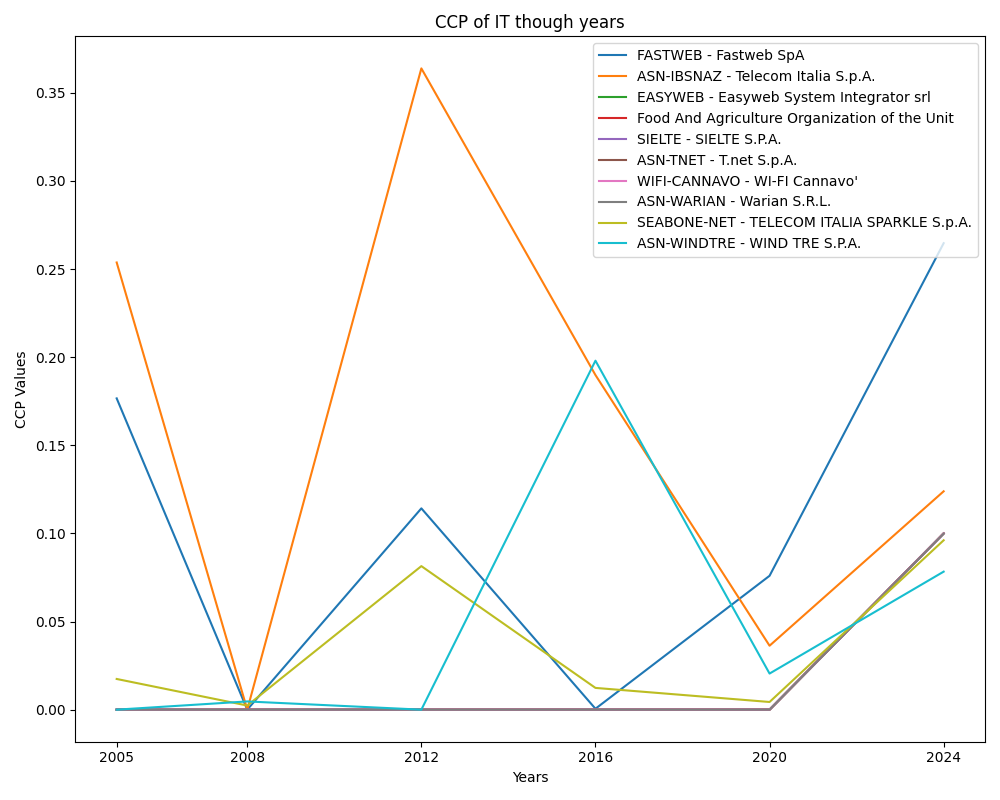 CCP of IT though years
FASTWEB - Fastweb SpA
ASN-IBSNAZ - Telecom Italia S.p.A.
EASYWEB - Easyweb System Integrator srl
Food And Agriculture Organization of the Unit
SIELTE - SIELTE S.P.A.
ASN-TNET - T.net S.p.A.
WIFI-CANNAVO - WI-FI Cannavo'
ASN-WARIAN - Warian S.R.L.
SEABONE-NET - TELECOM ITALIA SPARKLE S.p.A.
ASN-WINDTRE - WIND TRE S.P.A.
CCP Values
0.35
0.30
0.25
0.20
0.15
0.10
0.05
0.00
2005 2008 2012 2016 2020 2024
Years